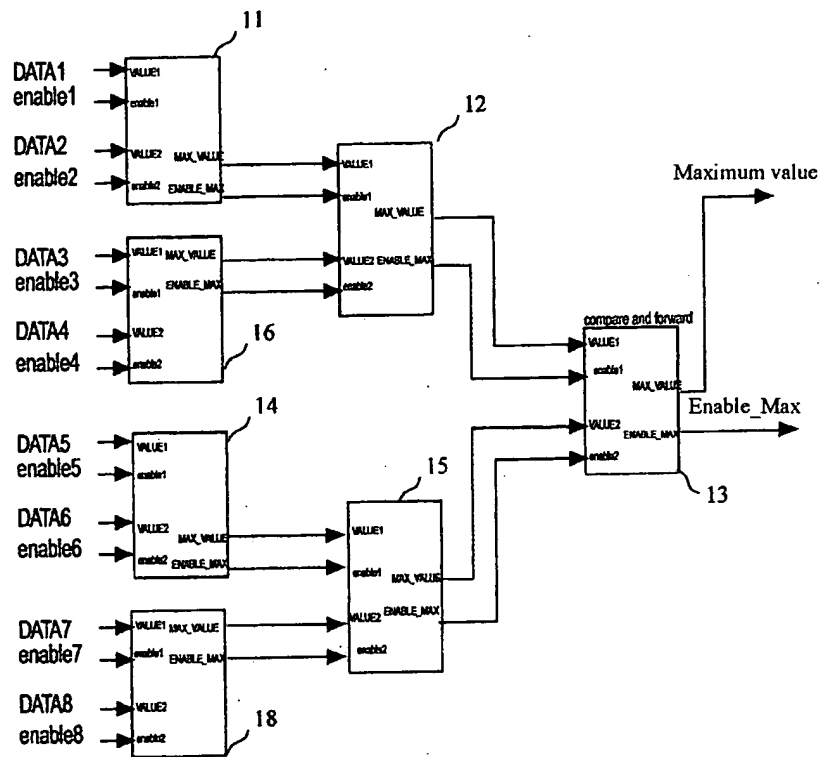 11
DATA1 VALUE1
enable1 enable1
12
DATA2 VALUE2 MAX_VALUE VALUE1
enable2 enable2 ENABLE_MAX enable1
Maximum value
MAX_VALUE
DATA3 VALUE1 MAX_VALUE VALUE2 ENABLE_MAX
enable3 enable1 ENABLE_MAX enable2
compare and forward
DATA4 VALUE2 VALUE1
enable4 enable2 16 enable1
MAX_VALUE
14 Enable_Max
DATA5 VALUE1 VALUE2 ENABLE_MAX
enable5 enable1 enable2
15 13
DATA6 VALUE2 MAX_VALUE VALUE1
enable6 enable2 ENABLE_MAX enable1 MAX_VALUE
DATA7 VALUE1 MAX_VALUE VALUE2 ENABLE_MAX
enable7 enable1 ENABLE_MAX enable2
DATA8 VALUE2
enable8 enable2 18